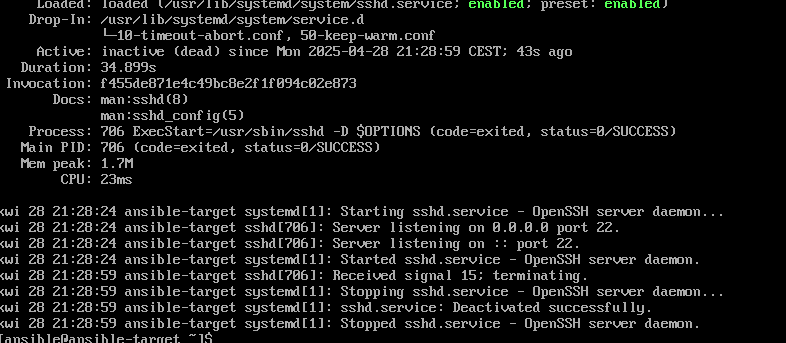 Loaded: loaded (/usr/lib/systemd/system/sshd.service; enabled; preset: enabled)
Drop-In: /usr/lib/systemd/system/service.d
└─10-timeout-abort.conf, 50-keep-warm.conf
Active: inactive (dead) since Mon 2025-04-28 21:28:59 CEST; 43s ago
Duration: 34.899s
Invocation: f455de871e4c49bc8e2f1f094c02e873
Docs: man:sshd(8)
man:sshd_config(5)
Process: 706 ExecStart=/usr/sbin/sshd -D $OPTIONS (code=exited, status=0/SUCCESS)
Main PID: 706 (code=exited, status=0/SUCCESS)
Mem peak: 1.7M
CPU: 23ms
kwi 28 21:28:24 ansible-target systemd[1]: Starting sshd.service - OpenSSH server daemon...
kwi 28 21:28:24 ansible-target sshd[706]: Server listening on 0.0.0.0 port 22.
kwi 28 21:28:24 ansible-target sshd[706]: Server listening on :: port 22.
kwi 28 21:28:24 ansible-target systemd[1]: Started sshd.service - OpenSSH server daemon.
kwi 28 21:28:59 ansible-target sshd[706]: Received signal 15; terminating.
kwi 28 21:28:59 ansible-target systemd[1]: Stopping sshd.service - OpenSSH server daemon...
kwi 28 21:28:59 ansible-target systemd[1]: sshd.service: Deactivated successfully.
kwi 28 21:28:59 ansible-target systemd[1]: Stopped sshd.service - OpenSSH server daemon.
[ansible@ansible-target ~]$